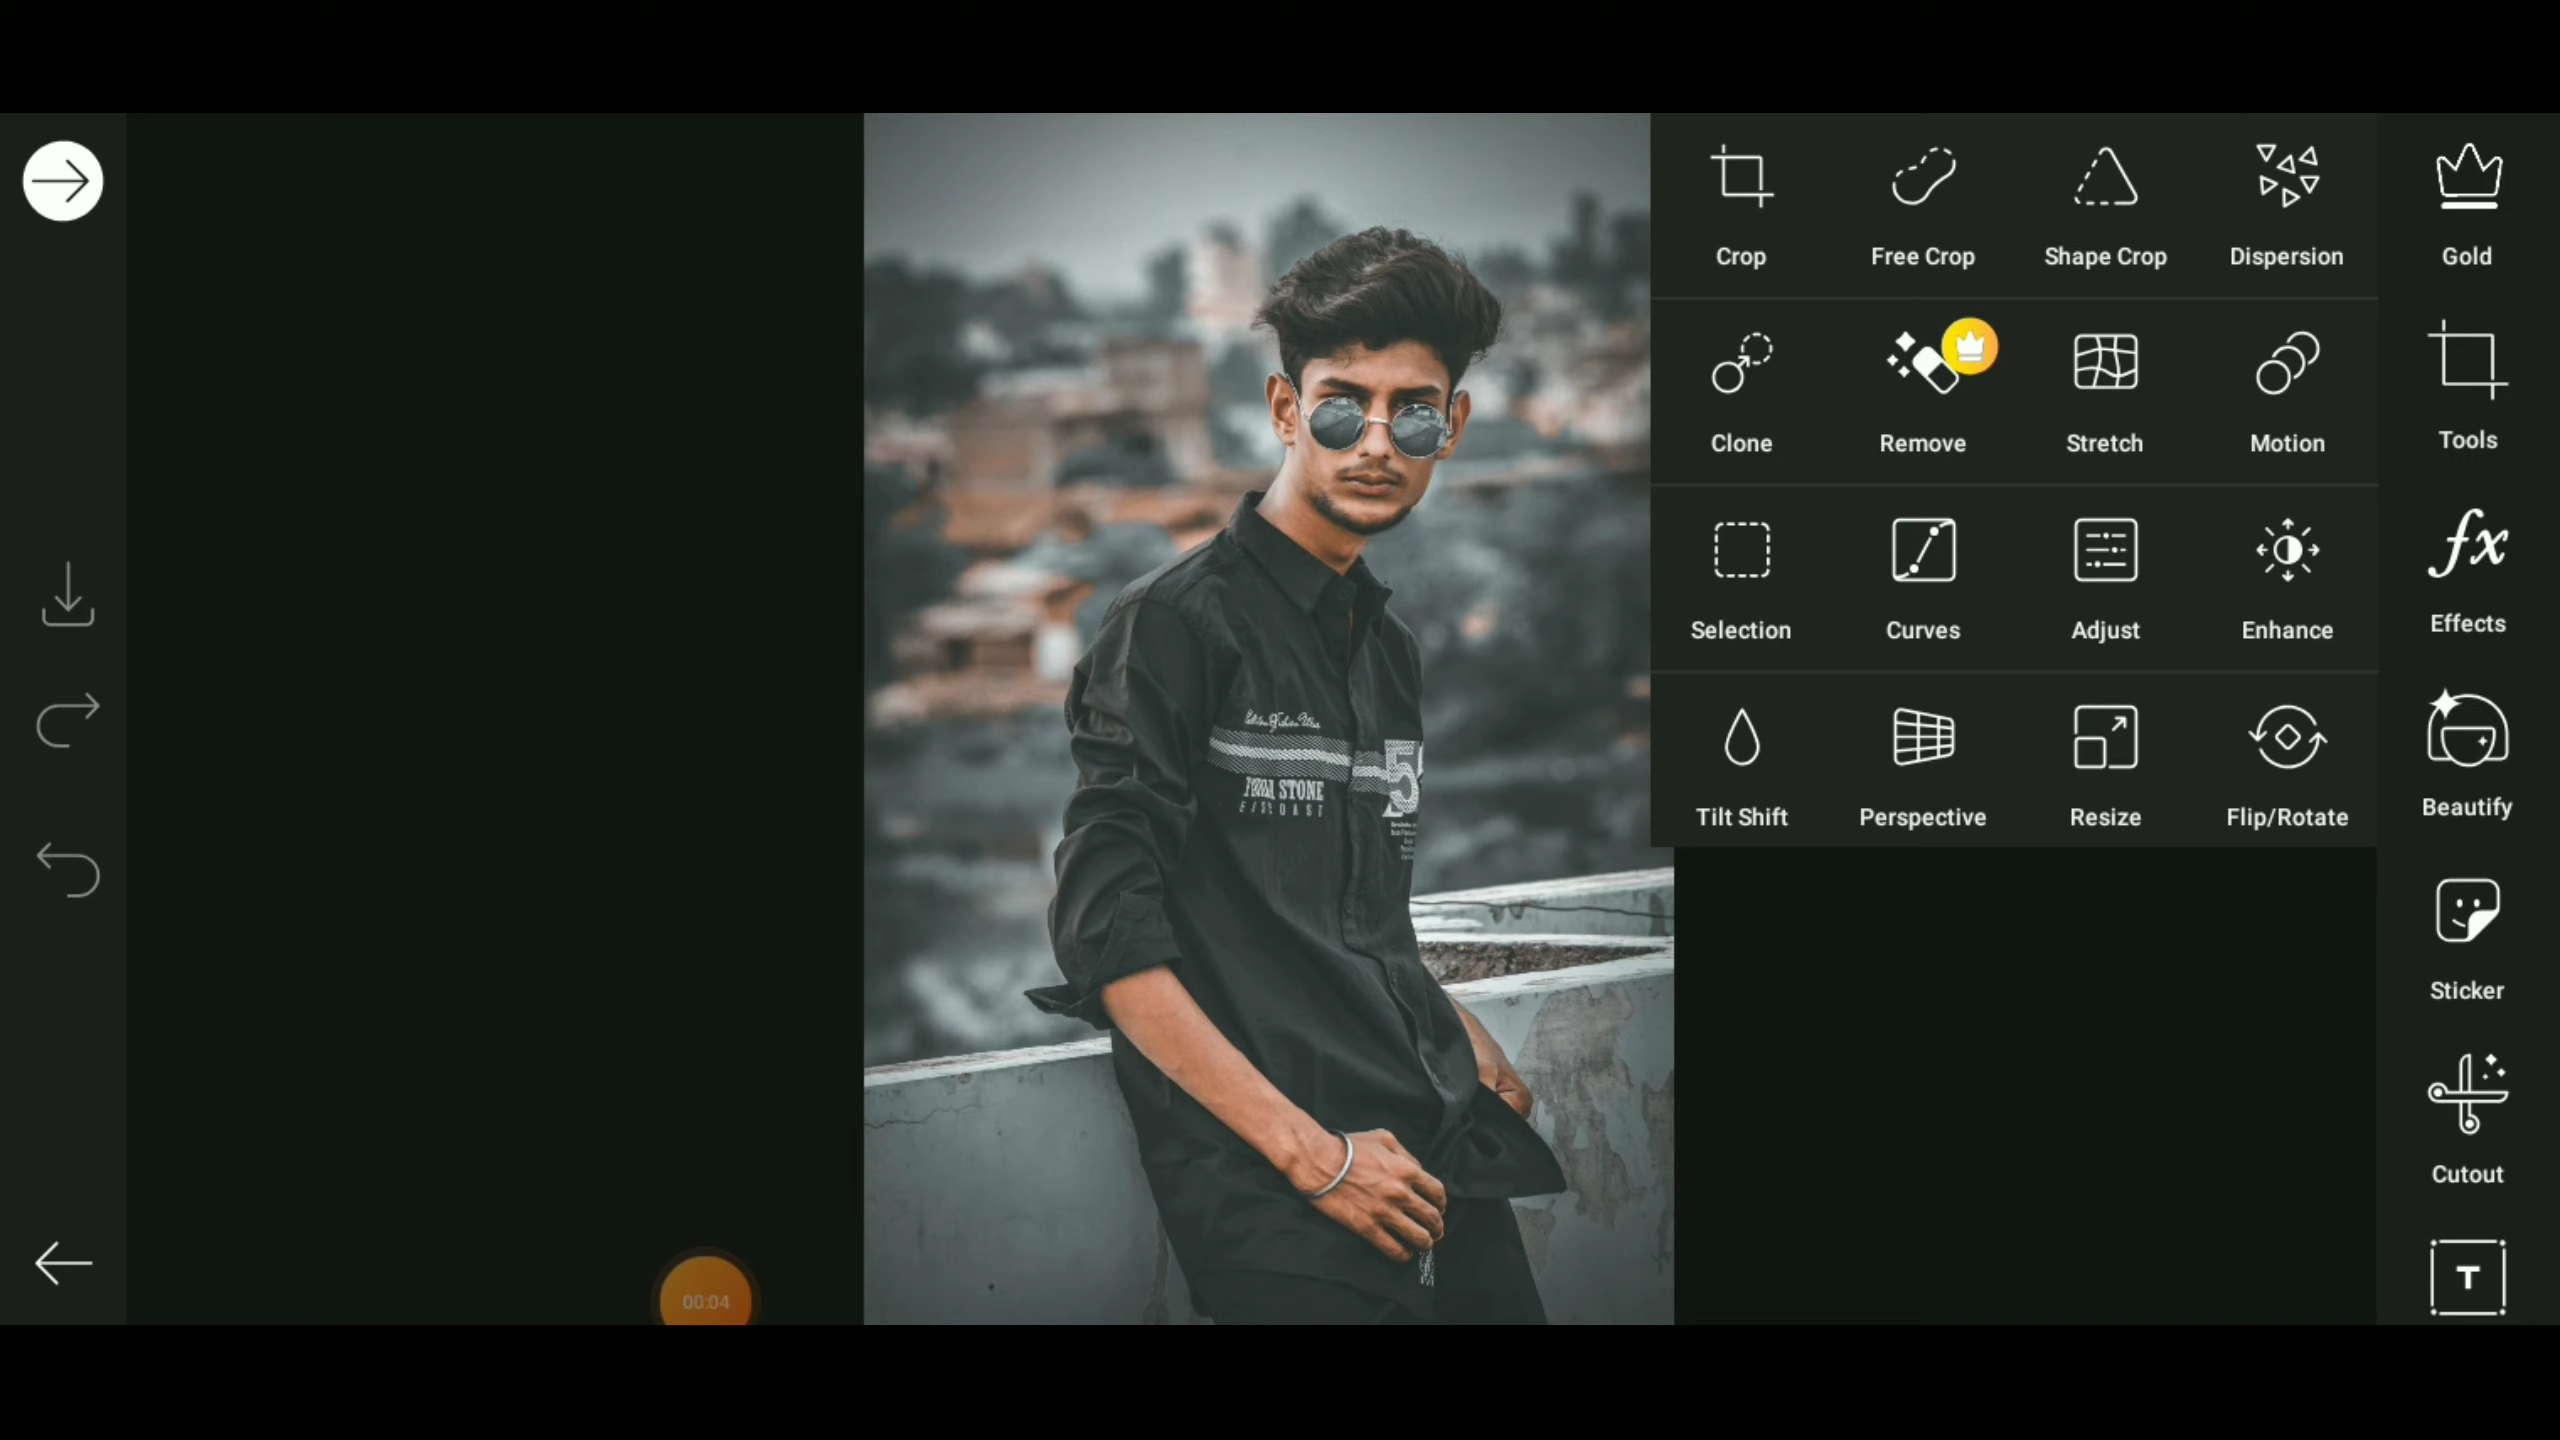 Crop Free Crop Shape Crop Dispersion Gold
Clone Remove Stretch Motion Tools
Selection Curves Adjust Enhance Effects
Tilt Shift Perspective Resize Flip/Rotate Beautify
Sticker
Cutout
T
STONE
5
00:04